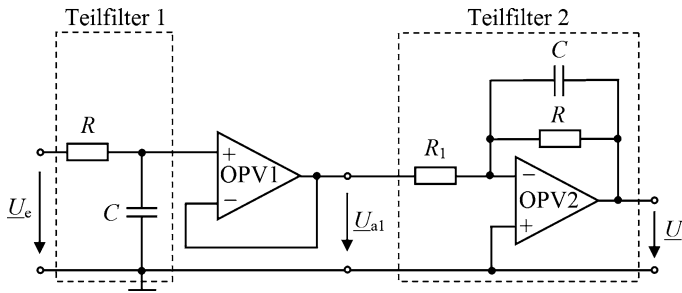 Teilfilter 1
Teilfilter 2
C
R
R
R1
+
OPV1
−
−
OPV2
+
C
Ue
Ua1
U